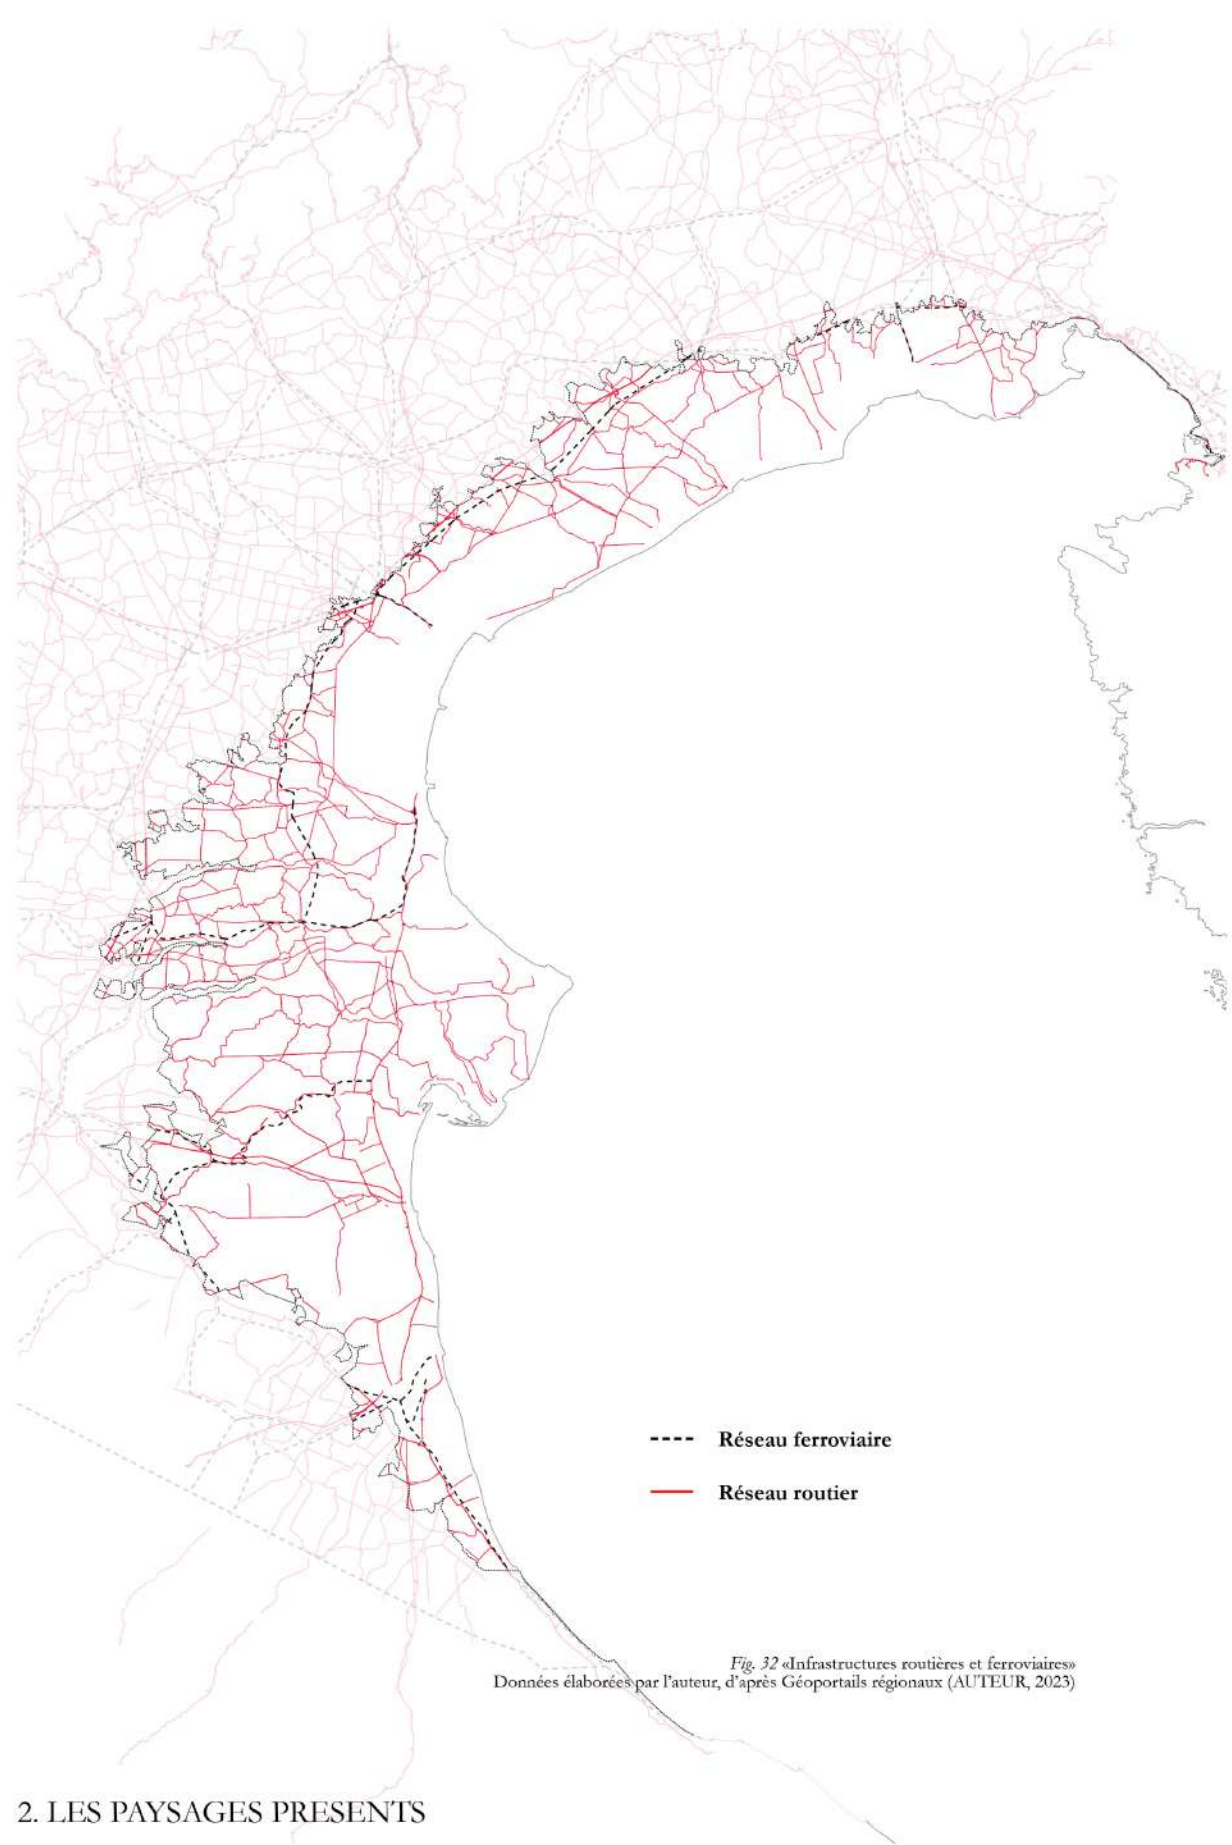 Réseau ferroviaire
Réseau routier
Fig. 32 «Infrastructures routières et ferroviaires»
Données élaborées par l'auteur, d'après Géoportails régionaux (AUTEUR, 2023)
2. LES PAYSAGES PRESENTS